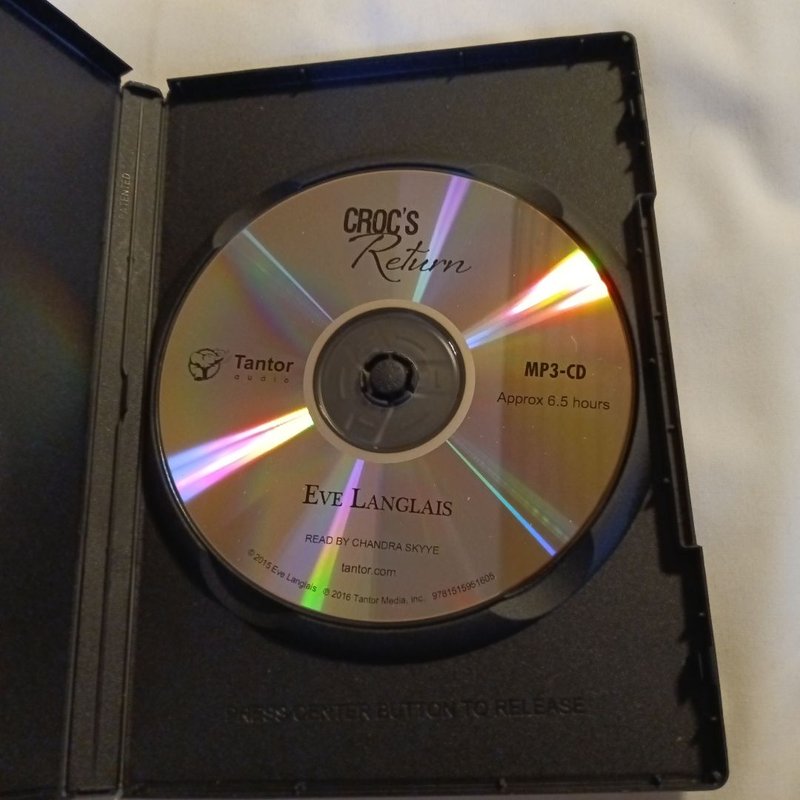 PATENTED
CROC'S
Return
Tantor
audio
MP3-CD
Approx 6.5 hours
EVE LANGLAIS
READ BY CHANDRA SKYYE
tantor.com
© 2015 Eve Langlais ℗ 2016 Tantor Media, Inc. 9781515951605
PRESS CENTER BUTTON TO RELEASE